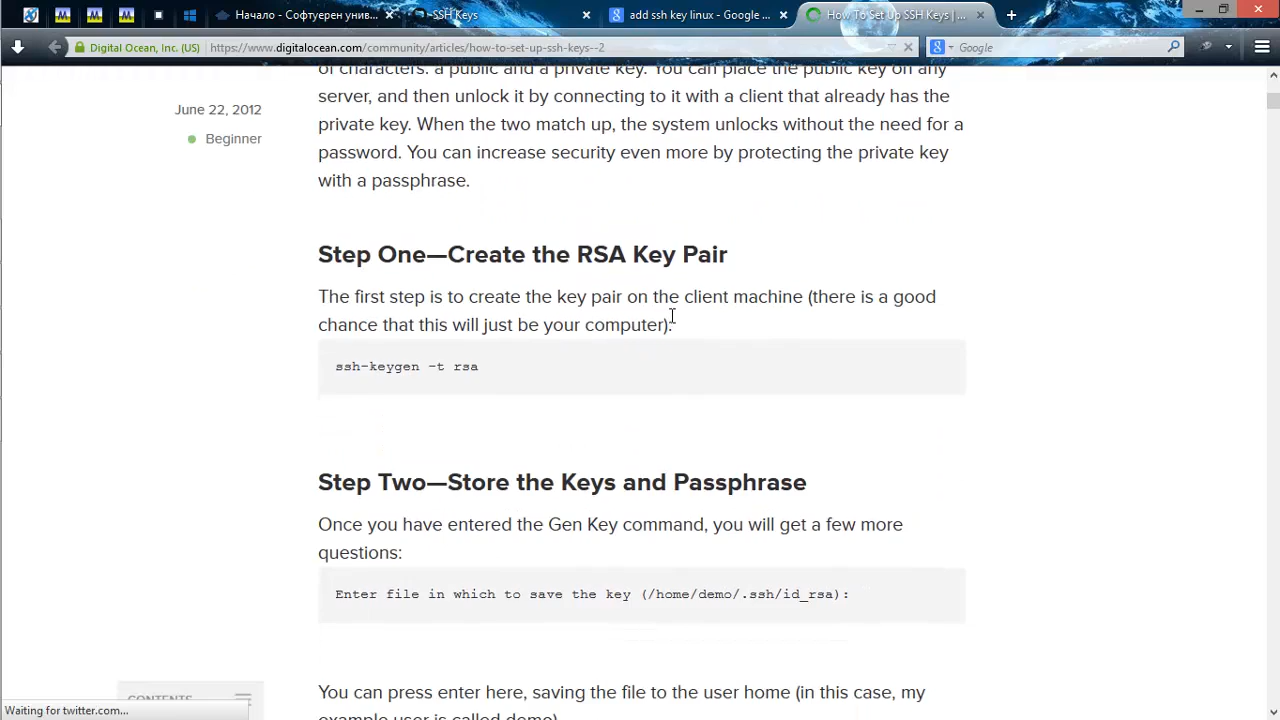 Начало - Софтуерен унив...
SSH Keys
add ssh key linux - Google ...
How To Set Up SSH Keys | ...
Digital Ocean, Inc. (US)
https://www.digitalocean.com/community/articles/how-to-set-up-ssh-keys--2
Google
of characters: a public and a private key. You can place the public key on any
June 22, 2012
server, and then unlock it by connecting to it with a client that already has the
Beginner
private key. When the two match up, the system unlocks without the need for a
password. You can increase security even more by protecting the private key
with a passphrase.
Step One—Create the RSA Key Pair
The first step is to create the key pair on the client machine (there is a good
chance that this will just be your computer):
ssh-keygen -t rsa
Step Two—Store the Keys and Passphrase
Once you have entered the Gen Key command, you will get a few more
questions:
Enter file in which to save the key (/home/demo/.ssh/id_rsa):
CONTENTS
You can press enter here, saving the file to the user home (in this case, my
example user is called demo).
Waiting for twitter.com...